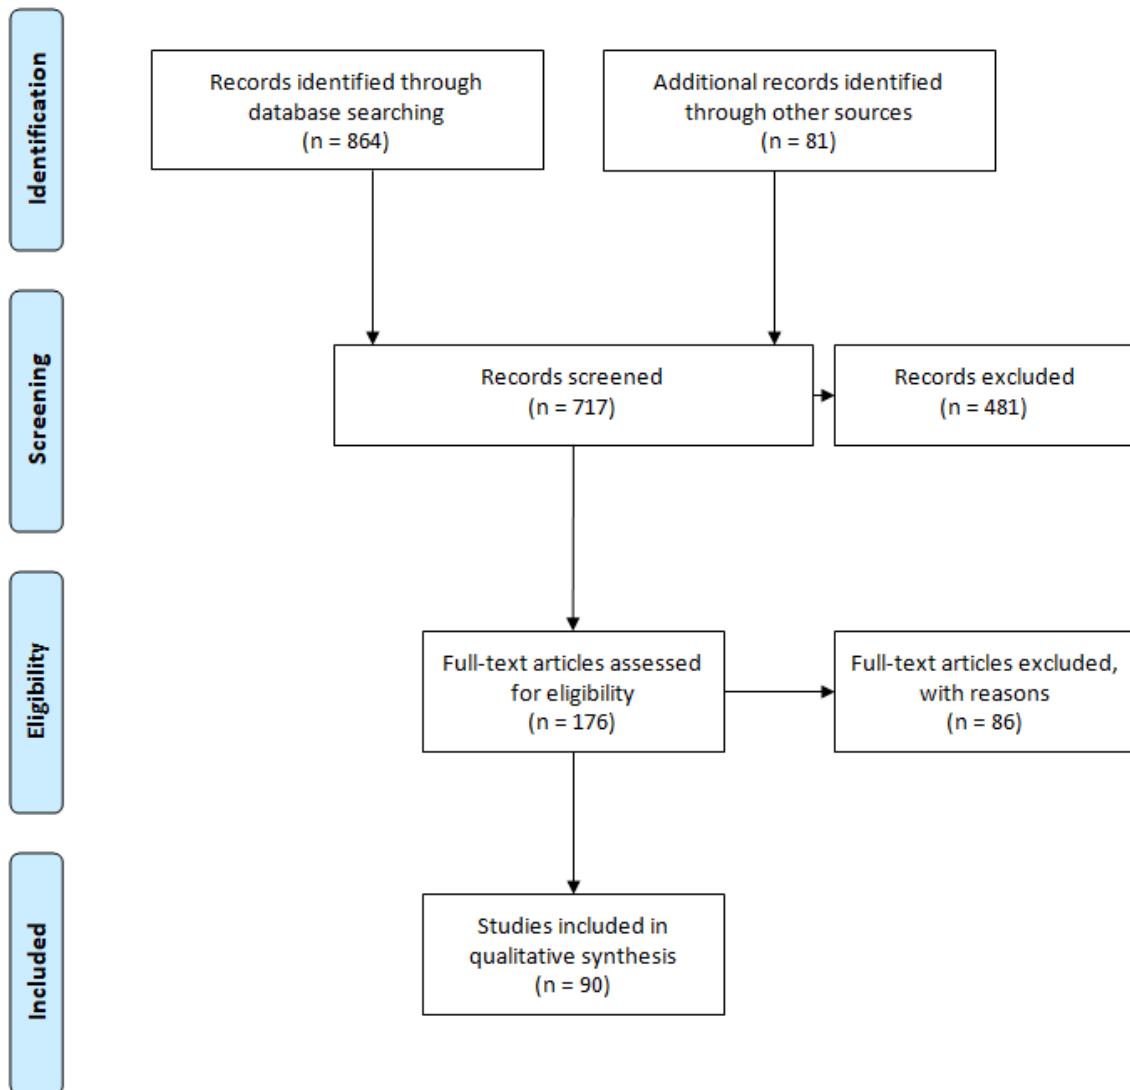 Identification
Records identified through
database searching
(n = 864)
Additional records identified
through other sources
(n = 81)
Screening
Records screened
(n = 717)
Records excluded
(n = 481)
Eligibility
Full-text articles assessed
for eligibility
(n = 176)
Full-text articles excluded,
with reasons
(n = 86)
Included
Studies included in
qualitative synthesis
(n = 90)